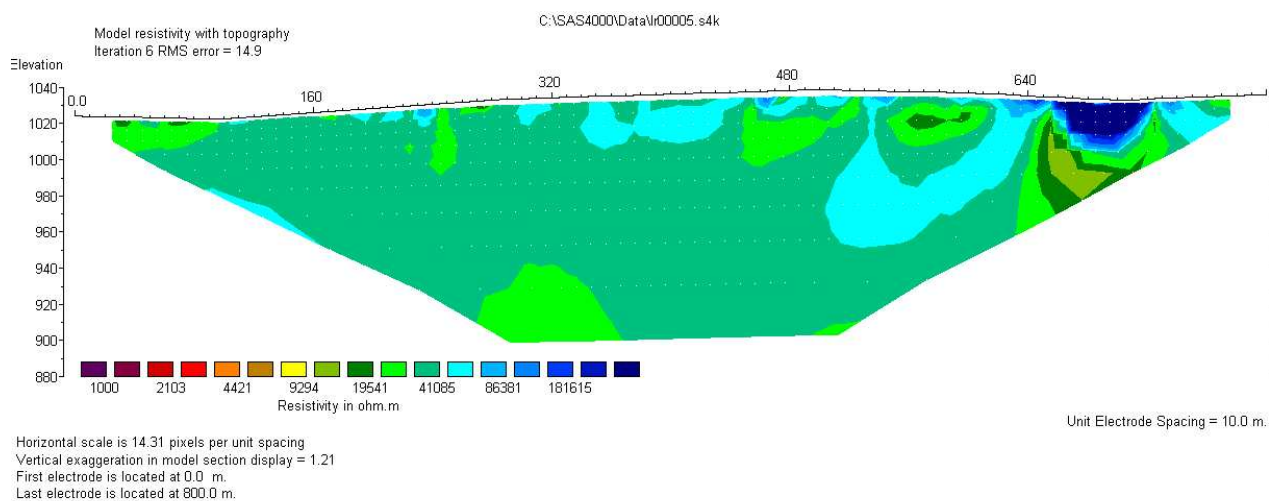 C:\SAS4000\Data\lr00005.s4k
Model resistivity with topography
Iteration 6 RMS error = 14.9
Elevation
1040
1020
1000
980
960
940
920
900
880
0.0 160 320 480 640
1000 2103 4421 9294 19541 41085 86381 181615
Resistivity in ohm.m
Unit Electrode Spacing = 10.0 m.
Horizontal scale is 14.31 pixels per unit spacing
Vertical exaggeration in model section display = 1.21
First electrode is located at 0.0 m.
Last electrode is located at 800.0 m.